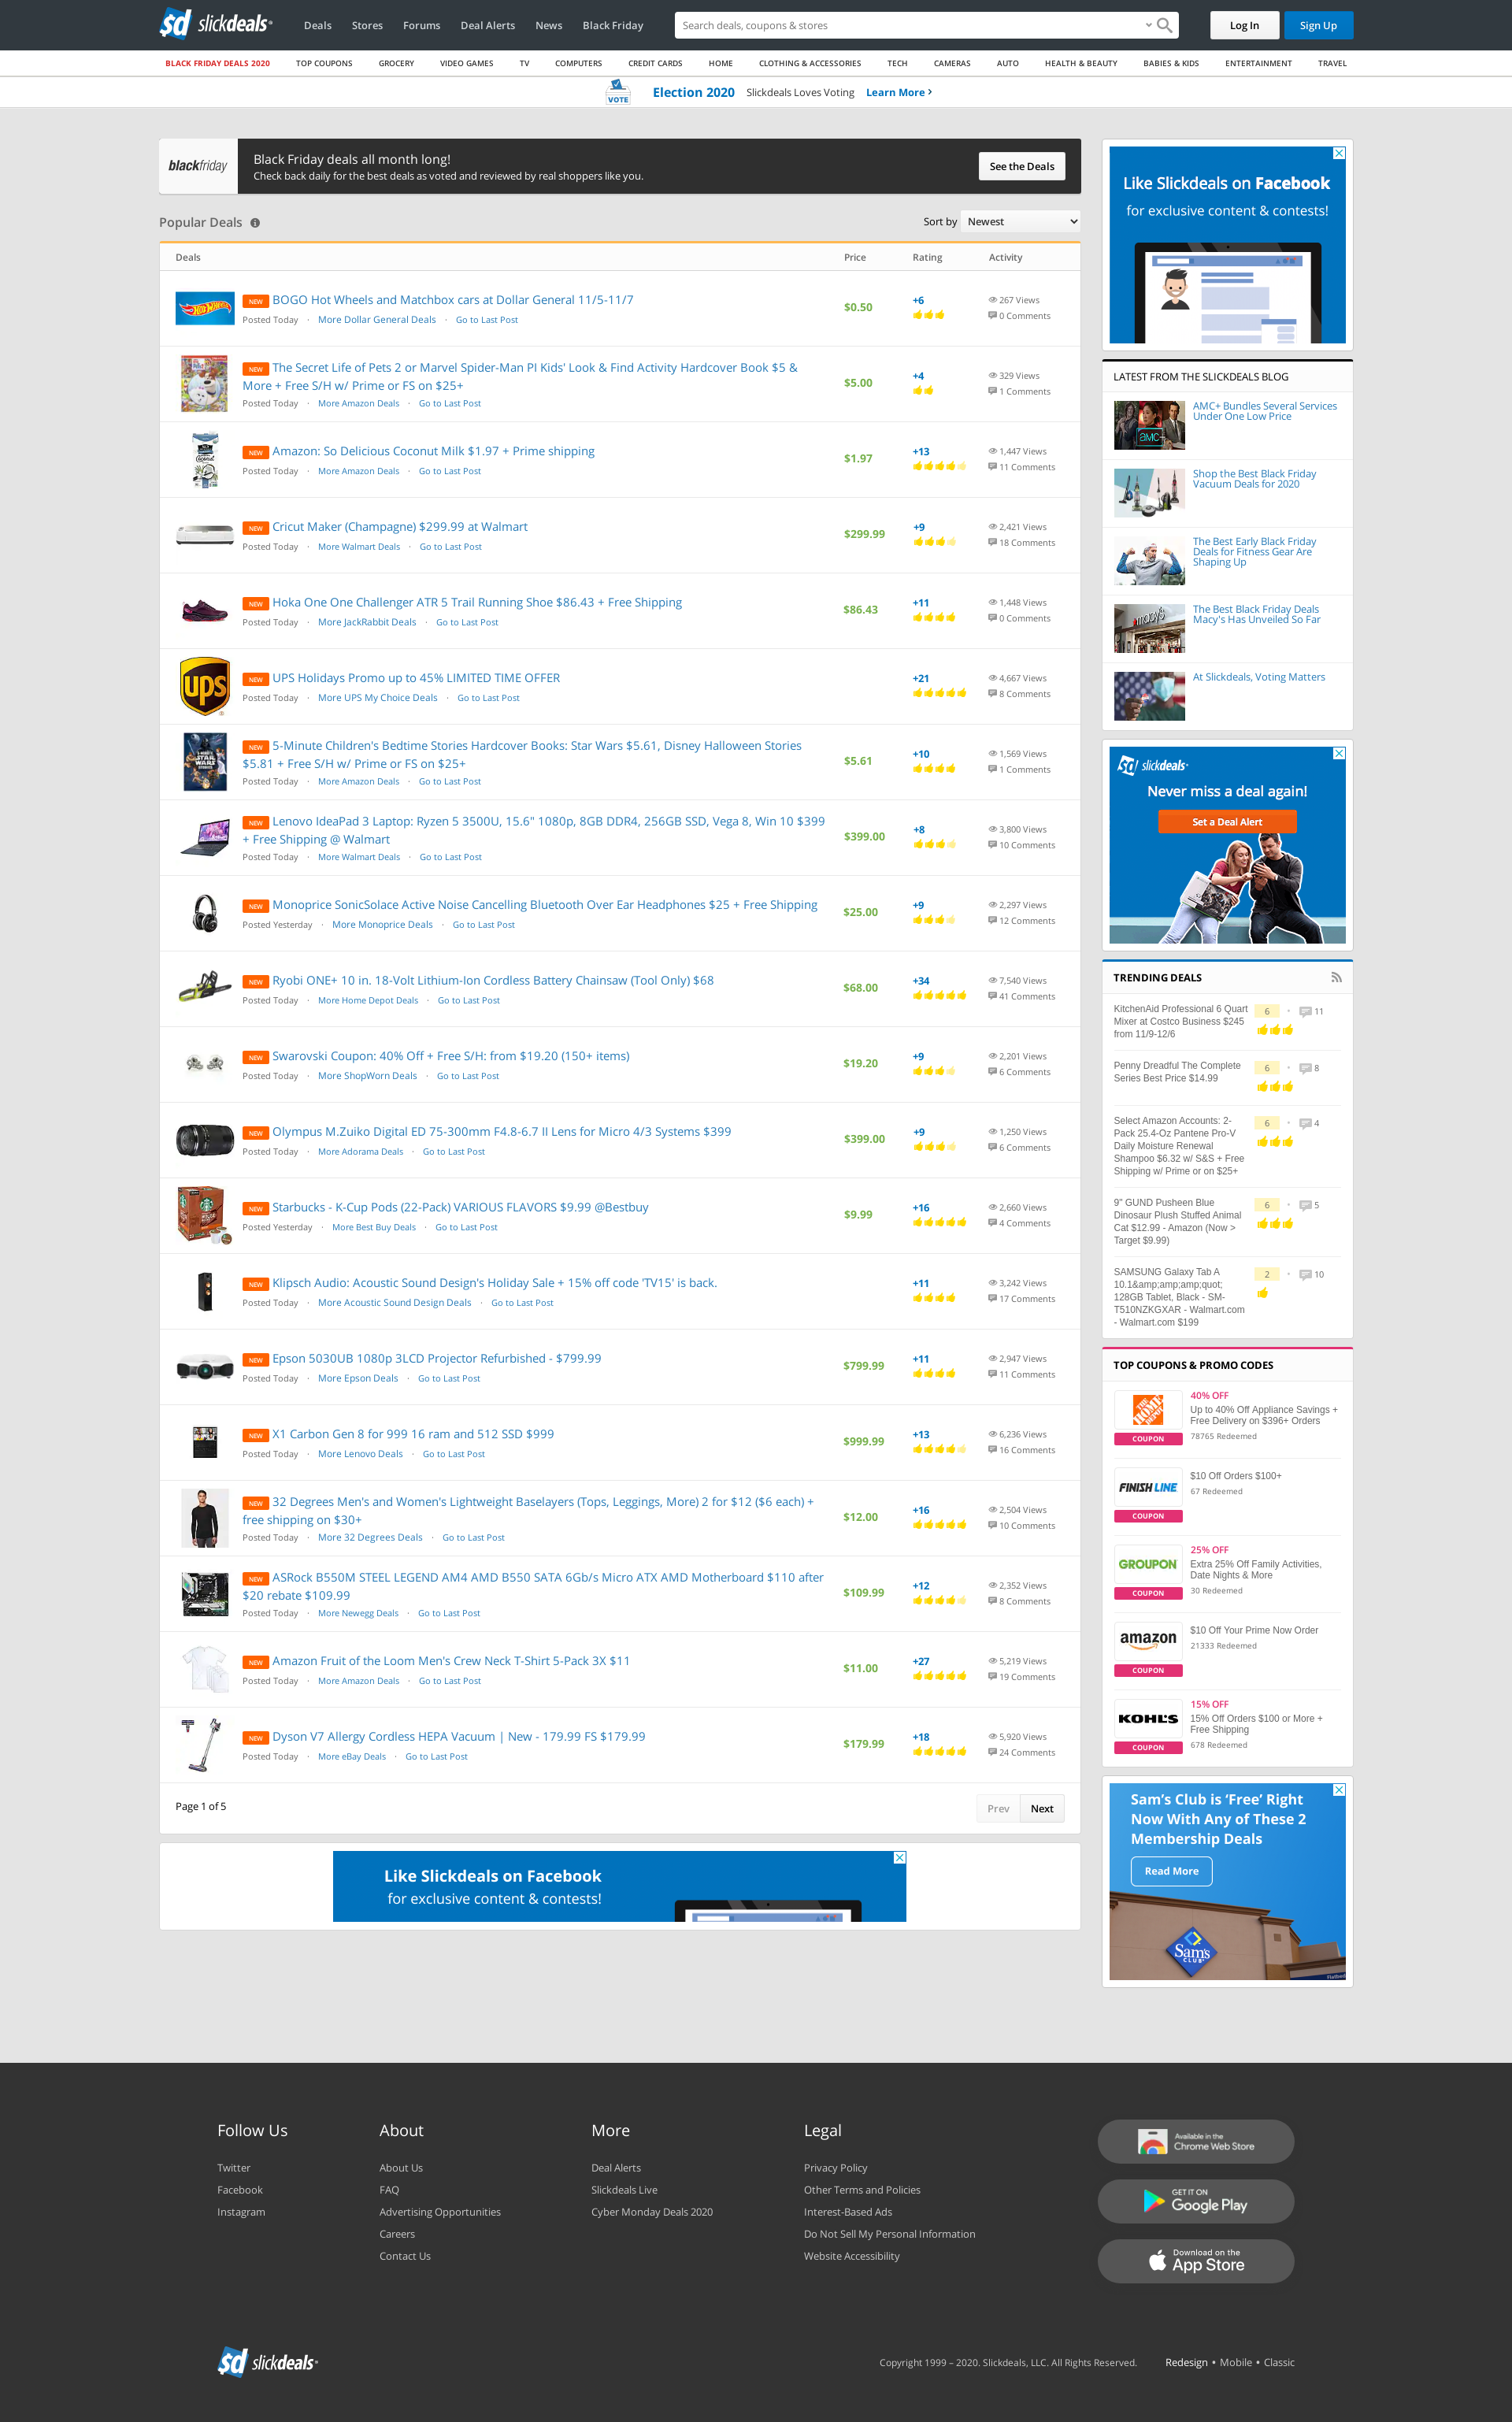 slickdeals
Deals Stores Forums Deal Alerts News Black Friday
Search deals, coupons & stores
Log In Sign Up
BLACK FRIDAY DEALS 2020 TOP COUPONS GROCERY VIDEO GAMES TV COMPUTERS CREDIT CARDS HOME CLOTHING & ACCESSORIES TECH CAMERAS AUTO HEALTH & BEAUTY BABIES & KIDS ENTERTAINMENT TRAVEL
VOTE Election 2020 Slickdeals Loves Voting Learn More
blackfriday
Black Friday deals all month long!
Check back daily for the best deals as voted and reviewed by real shoppers like you.
See the Deals
Popular Deals
Sort by Newest
Deals Price Rating Activity
NEW BOGO Hot Wheels and Matchbox cars at Dollar General 11/5-11/7
Posted Today · More Dollar General Deals · Go to Last Post
$0.50
+6
267 Views
0 Comments
NEW The Secret Life of Pets 2 or Marvel Spider-Man PI Kids' Look & Find Activity Hardcover Book $5 &
More + Free S/H w/ Prime or FS on $25+
Posted Today · More Amazon Deals · Go to Last Post
$5.00
+4
329 Views
1 Comments
NEW Amazon: So Delicious Coconut Milk $1.97 + Prime shipping
Posted Today · More Amazon Deals · Go to Last Post
$1.97
+13
1,447 Views
11 Comments
NEW Cricut Maker (Champagne) $299.99 at Walmart
Posted Today · More Walmart Deals · Go to Last Post
$299.99
+9
2,421 Views
18 Comments
NEW Hoka One One Challenger ATR 5 Trail Running Shoe $86.43 + Free Shipping
Posted Today · More JackRabbit Deals · Go to Last Post
$86.43
+11
1,448 Views
0 Comments
ups
NEW UPS Holidays Promo up to 45% LIMITED TIME OFFER
Posted Today · More UPS My Choice Deals · Go to Last Post
+21
4,667 Views
8 Comments
NEW 5-Minute Children's Bedtime Stories Hardcover Books: Star Wars $5.61, Disney Halloween Stories
$5.81 + Free S/H w/ Prime or FS on $25+
Posted Today · More Amazon Deals · Go to Last Post
$5.61
+10
1,569 Views
1 Comments
NEW Lenovo IdeaPad 3 Laptop: Ryzen 5 3500U, 15.6" 1080p, 8GB DDR4, 256GB SSD, Vega 8, Win 10 $399
+ Free Shipping @ Walmart
Posted Today · More Walmart Deals · Go to Last Post
$399.00
+8
3,800 Views
10 Comments
NEW Monoprice SonicSolace Active Noise Cancelling Bluetooth Over Ear Headphones $25 + Free Shipping
Posted Yesterday · More Monoprice Deals · Go to Last Post
$25.00
+9
2,297 Views
12 Comments
NEW Ryobi ONE+ 10 in. 18-Volt Lithium-Ion Cordless Battery Chainsaw (Tool Only) $68
Posted Today · More Home Depot Deals · Go to Last Post
$68.00
+34
7,540 Views
41 Comments
NEW Swarovski Coupon: 40% Off + Free S/H: from $19.20 (150+ items)
Posted Today · More ShopWorn Deals · Go to Last Post
$19.20
+9
2,201 Views
6 Comments
NEW Olympus M.Zuiko Digital ED 75-300mm F4.8-6.7 II Lens for Micro 4/3 Systems $399
Posted Today · More Adorama Deals · Go to Last Post
$399.00
+9
1,250 Views
6 Comments
NEW Starbucks - K-Cup Pods (22-Pack) VARIOUS FLAVORS $9.99 @Bestbuy
Posted Yesterday · More Best Buy Deals · Go to Last Post
$9.99
+16
2,660 Views
4 Comments
NEW Klipsch Audio: Acoustic Sound Design's Holiday Sale + 15% off code 'TV15' is back.
Posted Today · More Acoustic Sound Design Deals · Go to Last Post
+11
3,242 Views
17 Comments
NEW Epson 5030UB 1080p 3LCD Projector Refurbished - $799.99
Posted Today · More Epson Deals · Go to Last Post
$799.99
+11
2,947 Views
11 Comments
NEW X1 Carbon Gen 8 for 999 16 ram and 512 SSD $999
Posted Today · More Lenovo Deals · Go to Last Post
$999.99
+13
6,236 Views
16 Comments
NEW 32 Degrees Men's and Women's Lightweight Baselayers (Tops, Leggings, More) 2 for $12 ($6 each) +
free shipping on $30+
Posted Today · More 32 Degrees Deals · Go to Last Post
$12.00
+16
2,504 Views
10 Comments
NEW ASRock B550M STEEL LEGEND AM4 AMD B550 SATA 6Gb/s Micro ATX AMD Motherboard $110 after
$20 rebate $109.99
Posted Today · More Newegg Deals · Go to Last Post
$109.99
+12
2,352 Views
8 Comments
NEW Amazon Fruit of the Loom Men's Crew Neck T-Shirt 5-Pack 3X $11
Posted Today · More Amazon Deals · Go to Last Post
$11.00
+27
5,219 Views
19 Comments
NEW Dyson V7 Allergy Cordless HEPA Vacuum | New - 179.99 FS $179.99
Posted Today · More eBay Deals · Go to Last Post
$179.99
+18
5,920 Views
24 Comments
Page 1 of 5
Prev Next
Like Slickdeals on Facebook
for exclusive content & contests!
Like Slickdeals on Facebook
for exclusive content & contests!
LATEST FROM THE SLICKDEALS BLOG
AMC+ Bundles Several Services
Under One Low Price
Shop the Best Black Friday
Vacuum Deals for 2020
The Best Early Black Friday
Deals for Fitness Gear Are
Shaping Up
The Best Black Friday Deals
Macy's Has Unveiled So Far
At Slickdeals, Voting Matters
slickdeals
Never miss a deal again!
Set a Deal Alert
TRENDING DEALS
KitchenAid Professional 6 Quart
Mixer at Costco Business $245
from 11/9-12/6
6 • 11
Penny Dreadful The Complete
Series Best Price $14.99
6 • 8
Select Amazon Accounts: 2-
Pack 25.4-Oz Pantene Pro-V
Daily Moisture Renewal
Shampoo $6.32 w/ S&S + Free
Shipping w/ Prime or on $25+
6 • 4
9" GUND Pusheen Blue
Dinosaur Plush Stuffed Animal
Cat $12.99 - Amazon (Now >
Target $9.99)
6 • 5
SAMSUNG Galaxy Tab A
10.1&amp;amp;amp;quot;
128GB Tablet, Black - SM-
T510NZKGXAR - Walmart.com
- Walmart.com $199
2 • 10
TOP COUPONS & PROMO CODES
THE HOME DEPOT
COUPON
40% OFF
Up to 40% Off Appliance Savings +
Free Delivery on $396+ Orders
78765 Redeemed
FINISH LINE
COUPON
$10 Off Orders $100+
67 Redeemed
GROUPON
COUPON
25% OFF
Extra 25% Off Family Activities,
Date Nights & More
30 Redeemed
amazon
COUPON
$10 Off Your Prime Now Order
21333 Redeemed
KOHL'S
COUPON
15% OFF
15% Off Orders $100 or More +
Free Shipping
678 Redeemed
Sam's Club is 'Free' Right
Now With Any of These 2
Membership Deals
Read More
Sam's
CLUB
Follow Us
Twitter
Facebook
Instagram
About
About Us
FAQ
Advertising Opportunities
Careers
Contact Us
More
Deal Alerts
Slickdeals Live
Cyber Monday Deals 2020
Legal
Privacy Policy
Other Terms and Policies
Interest-Based Ads
Do Not Sell My Personal Information
Website Accessibility
Available in the
Chrome Web Store
GET IT ON
Google Play
Download on the
App Store
slickdeals
Copyright 1999 – 2020. Slickdeals, LLC. All Rights Reserved.
Redesign • Mobile • Classic